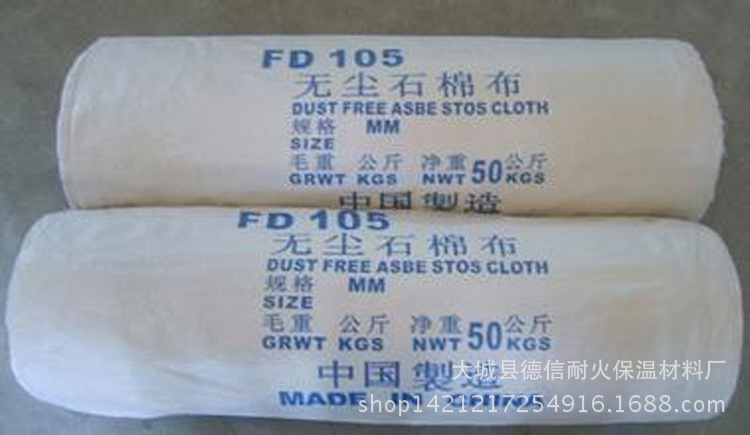 FD 105
无尘石棉布
DUST FREE ASBE STOS CLOTH
规格 MM
SIZE
毛重 公斤 净重 50 公斤
GRWT KGS NWT KGS
中国製造
FD 105
无尘石棉布
DUST FREE ASBE STOS CLOTH
规格 MM
SIZE
毛重 公斤 净重 50 公斤
GRWT KGS NWT KGS
中国製造
大城县德信耐火保温材料厂
MADE IN
shop1421217254916.1688.com